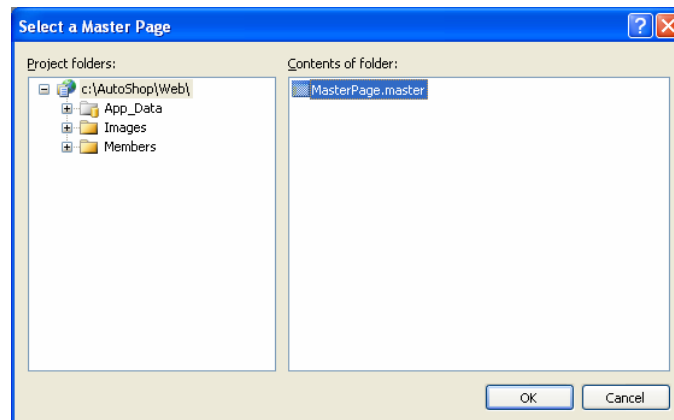 Select a Master Page
Project folders:
Contents of folder:
c:\AutoShop\Web\
App_Data
Images
Members
MasterPage.master
OK
Cancel